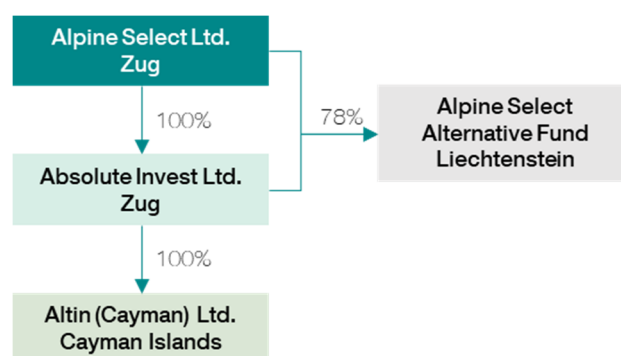 Alpine Select Ltd.
Zug
100%
78%
Alpine Select
Alternative Fund
Liechtenstein
Absolute Invest Ltd.
Zug
100%
Altin (Cayman) Ltd.
Cayman Islands